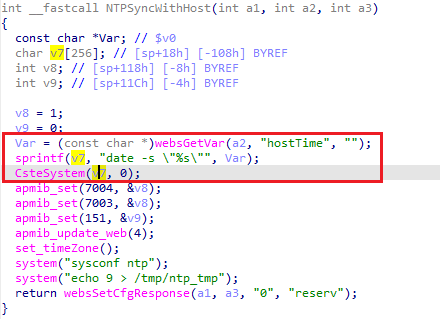 int __fastcall NTPSyncWithHost(int a1, int a2, int a3)
{
const char *Var; // $v0
char v7[256]; // [sp+18h] [-108h] BYREF
int v8; // [sp+118h] [-8h] BYREF
int v9; // [sp+11Ch] [-4h] BYREF
v8 = 1;
v9 = 0;
Var = (const char *)websGetVar(a2, "hostTime", "");
sprintf(v7, "date -s \"%s\"", Var);
CsteSystem(v7, 0);
apmib_set(7004, &v8);
apmib_set(7003, &v8);
apmib_set(151, &v9);
apmib_update_web(4);
set_timeZone();
system("sysconf ntp");
system("echo 9 > /tmp/ntp_tmp");
return websSetCfgResponse(a1, a3, "0", "reserv");
}